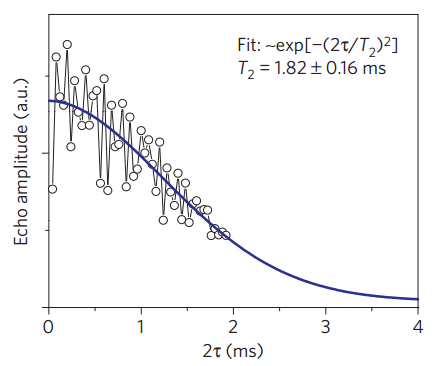 Fit: ~exp[−(2τ/T₂)²]
T₂ = 1.82 ± 0.16 ms
Echo amplitude (a.u.)
0 1 2 3 4
2τ (ms)